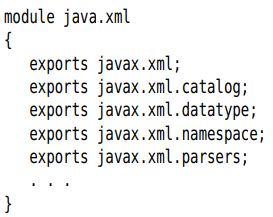 module java.xml
{
exports javax.xml;
exports javax.xml.catalog;
exports javax.xml.datatype;
exports javax.xml.namespace;
exports javax.xml.parsers;
. . .
}